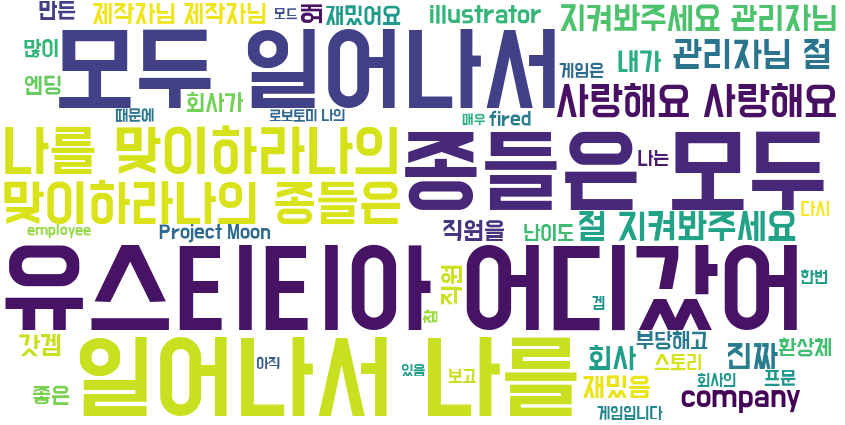 만든
제작자님 제작자님
모드
겜
재밌어요
illustrator
지켜봐주세요 관리자님
많이
모두 일어나서
게임은
내가
관리자님 절
엔딩
회사가
사랑해요 사랑해요
때문에
로보토미 나의
매우
fired
나를 맞이하라나의
종들은 모두
나는
맞이하라나의 종들은
다시
employee
Project Moon
직원을
난이도
절 지켜봐주세요
유스티티아 어디갔어
직원
한번
겜
참
갓겜
일어나서 나를
부당해고
회사
스토리
진짜
환상체
아직
있음
보고
좋은
재밌음
회사의
프문
company
게임입니다